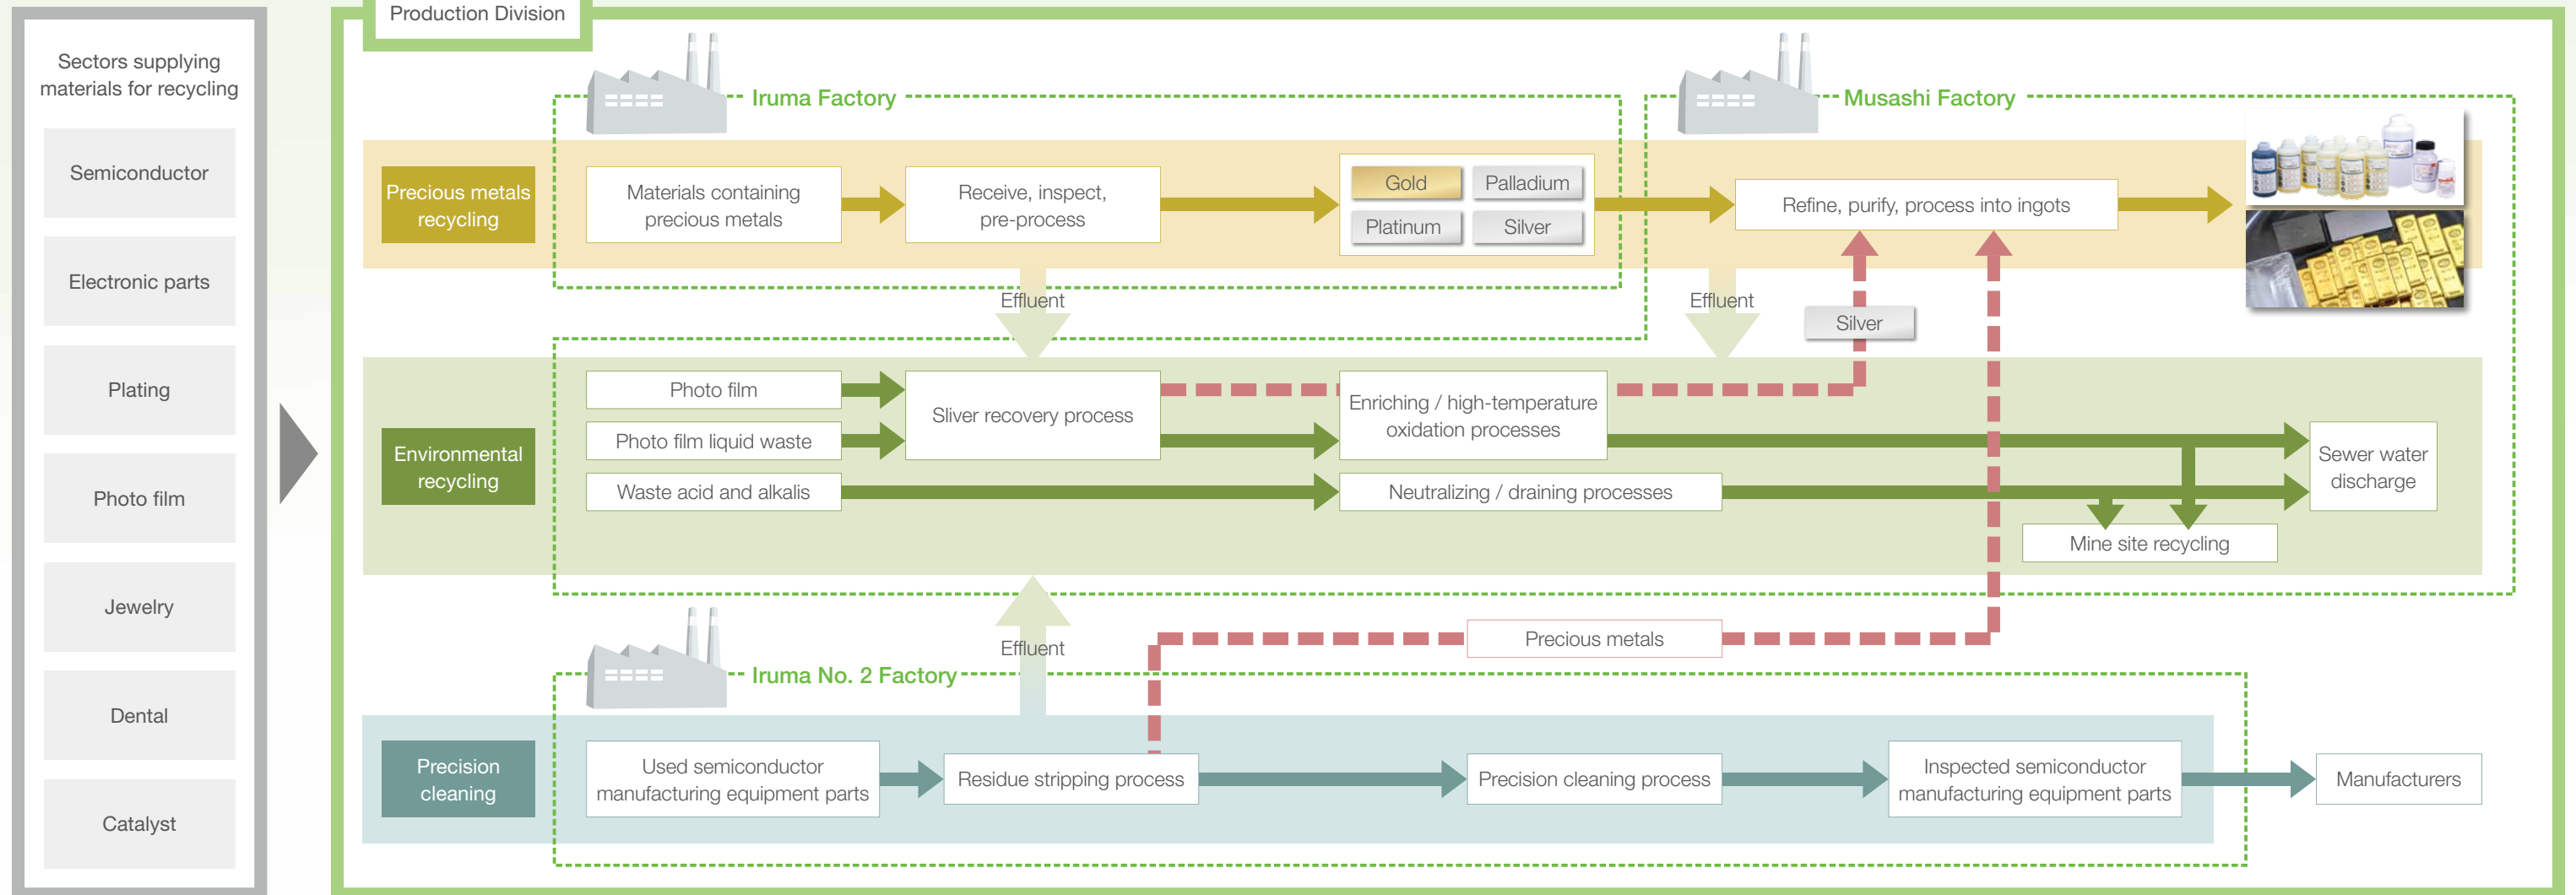 Production Division
Sectors supplying
materials for recycling
Semiconductor
Electronic parts
Plating
Photo film
Jewelry
Dental
Catalyst
Iruma Factory
Musashi Factory
Precious metals
recycling
Materials containing
precious metals
Receive, inspect,
pre-process
Gold
Palladium
Platinum
Silver
Refine, purify, process into ingots
Effluent
Effluent
Silver
Environmental
recycling
Photo film
Photo film liquid waste
Waste acid and alkalis
Sliver recovery process
Enriching / high-temperature
oxidation processes
Neutralizing / draining processes
Sewer water
discharge
Mine site recycling
Effluent
Precious metals
Iruma No. 2 Factory
Precision
cleaning
Used semiconductor
manufacturing equipment parts
Residue stripping process
Precision cleaning process
Inspected semiconductor
manufacturing equipment parts
Manufacturers